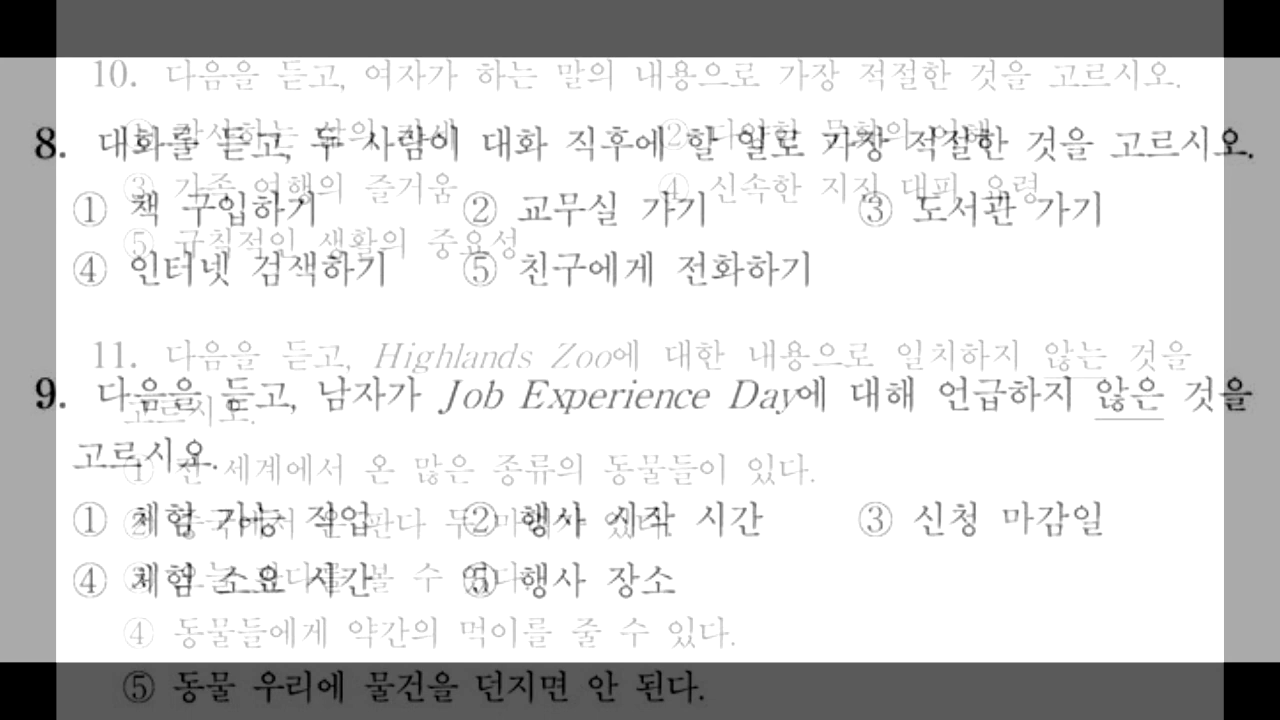 10. 다음을 듣고, 여자가 하는 말의 내용으로 가장 적절한 것을 고르시오.
8. 대화를 듣고, 두 사람이 대화 직후에 할 일로 가장 적절한 것을 고르시오.
③ 가족 여행의 즐거움 ④ 신속한 지진 대피 요령
① 책 구입하기 ② 교무실 가기 ③ 도서관 가기
⑤ 규칙적인 생활의 중요성
④ 인터넷 검색하기 ⑤ 친구에게 전화하기
11. 다음을 듣고, Highlands Zoo에 대한 내용으로 일치하지 않는 것을
9. 다음을 듣고, 남자가 Job Experience Day에 대해 언급하지 않은 것을
고르시오.
고르시오.
① 전 세계에서 온 많은 종류의 동물들이 있다.
① 체험 가능 직업 ② 행사 시작 시간 ③ 신청 마감일
④ 체험 소요 시간 ⑤ 행사 장소
④ 동물들에게 약간의 먹이를 줄 수 있다.
⑤ 동물 우리에 물건을 던지면 안 된다.